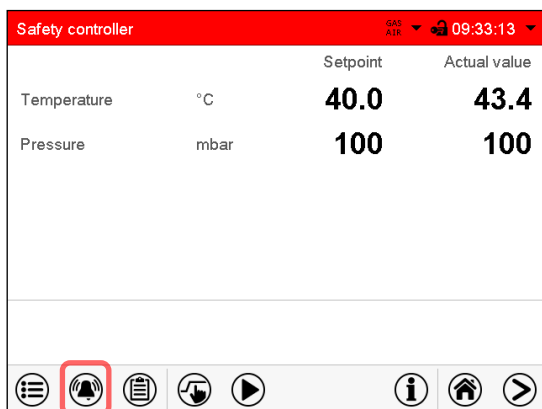 Safety controller GAS AIR 09:33:13
Setpoint Actual value
Temperature °C 40.0 43.4
Pressure mbar 100 100